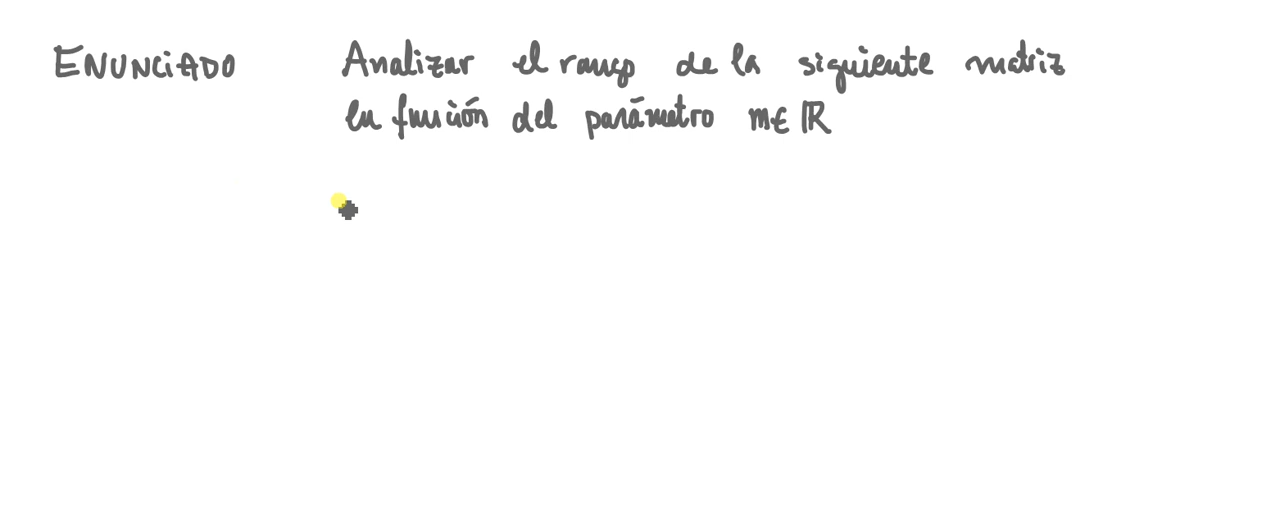 ENUNCIADO Analizar el rango de la siguiente matriz
en función del parámetro m∈ℝ